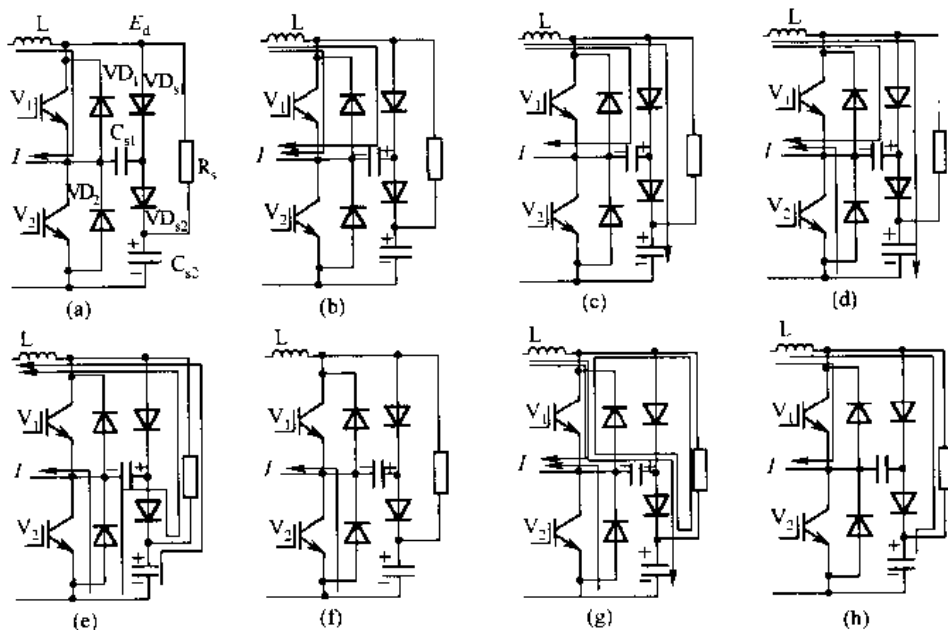 L E_d
VD_1 VD_s1
V_1
C_s1
I R_s
VD_2
V_2 VD_s2
+
− C_s2
(a)
L
V_1
− +
I
V_2
+
−
(b)
L
V_1
I − +
V_2
+
−
(c)
L
V_1
I − +
V_2
+
−
(d)
L
V_1
I − +
V_2
+
−
(e)
L
V_1
I − +
V_2
+
−
(f)
L
V_1
I − +
V_2
+
−
(g)
L
V_1
I
V_2
+
−
(h)